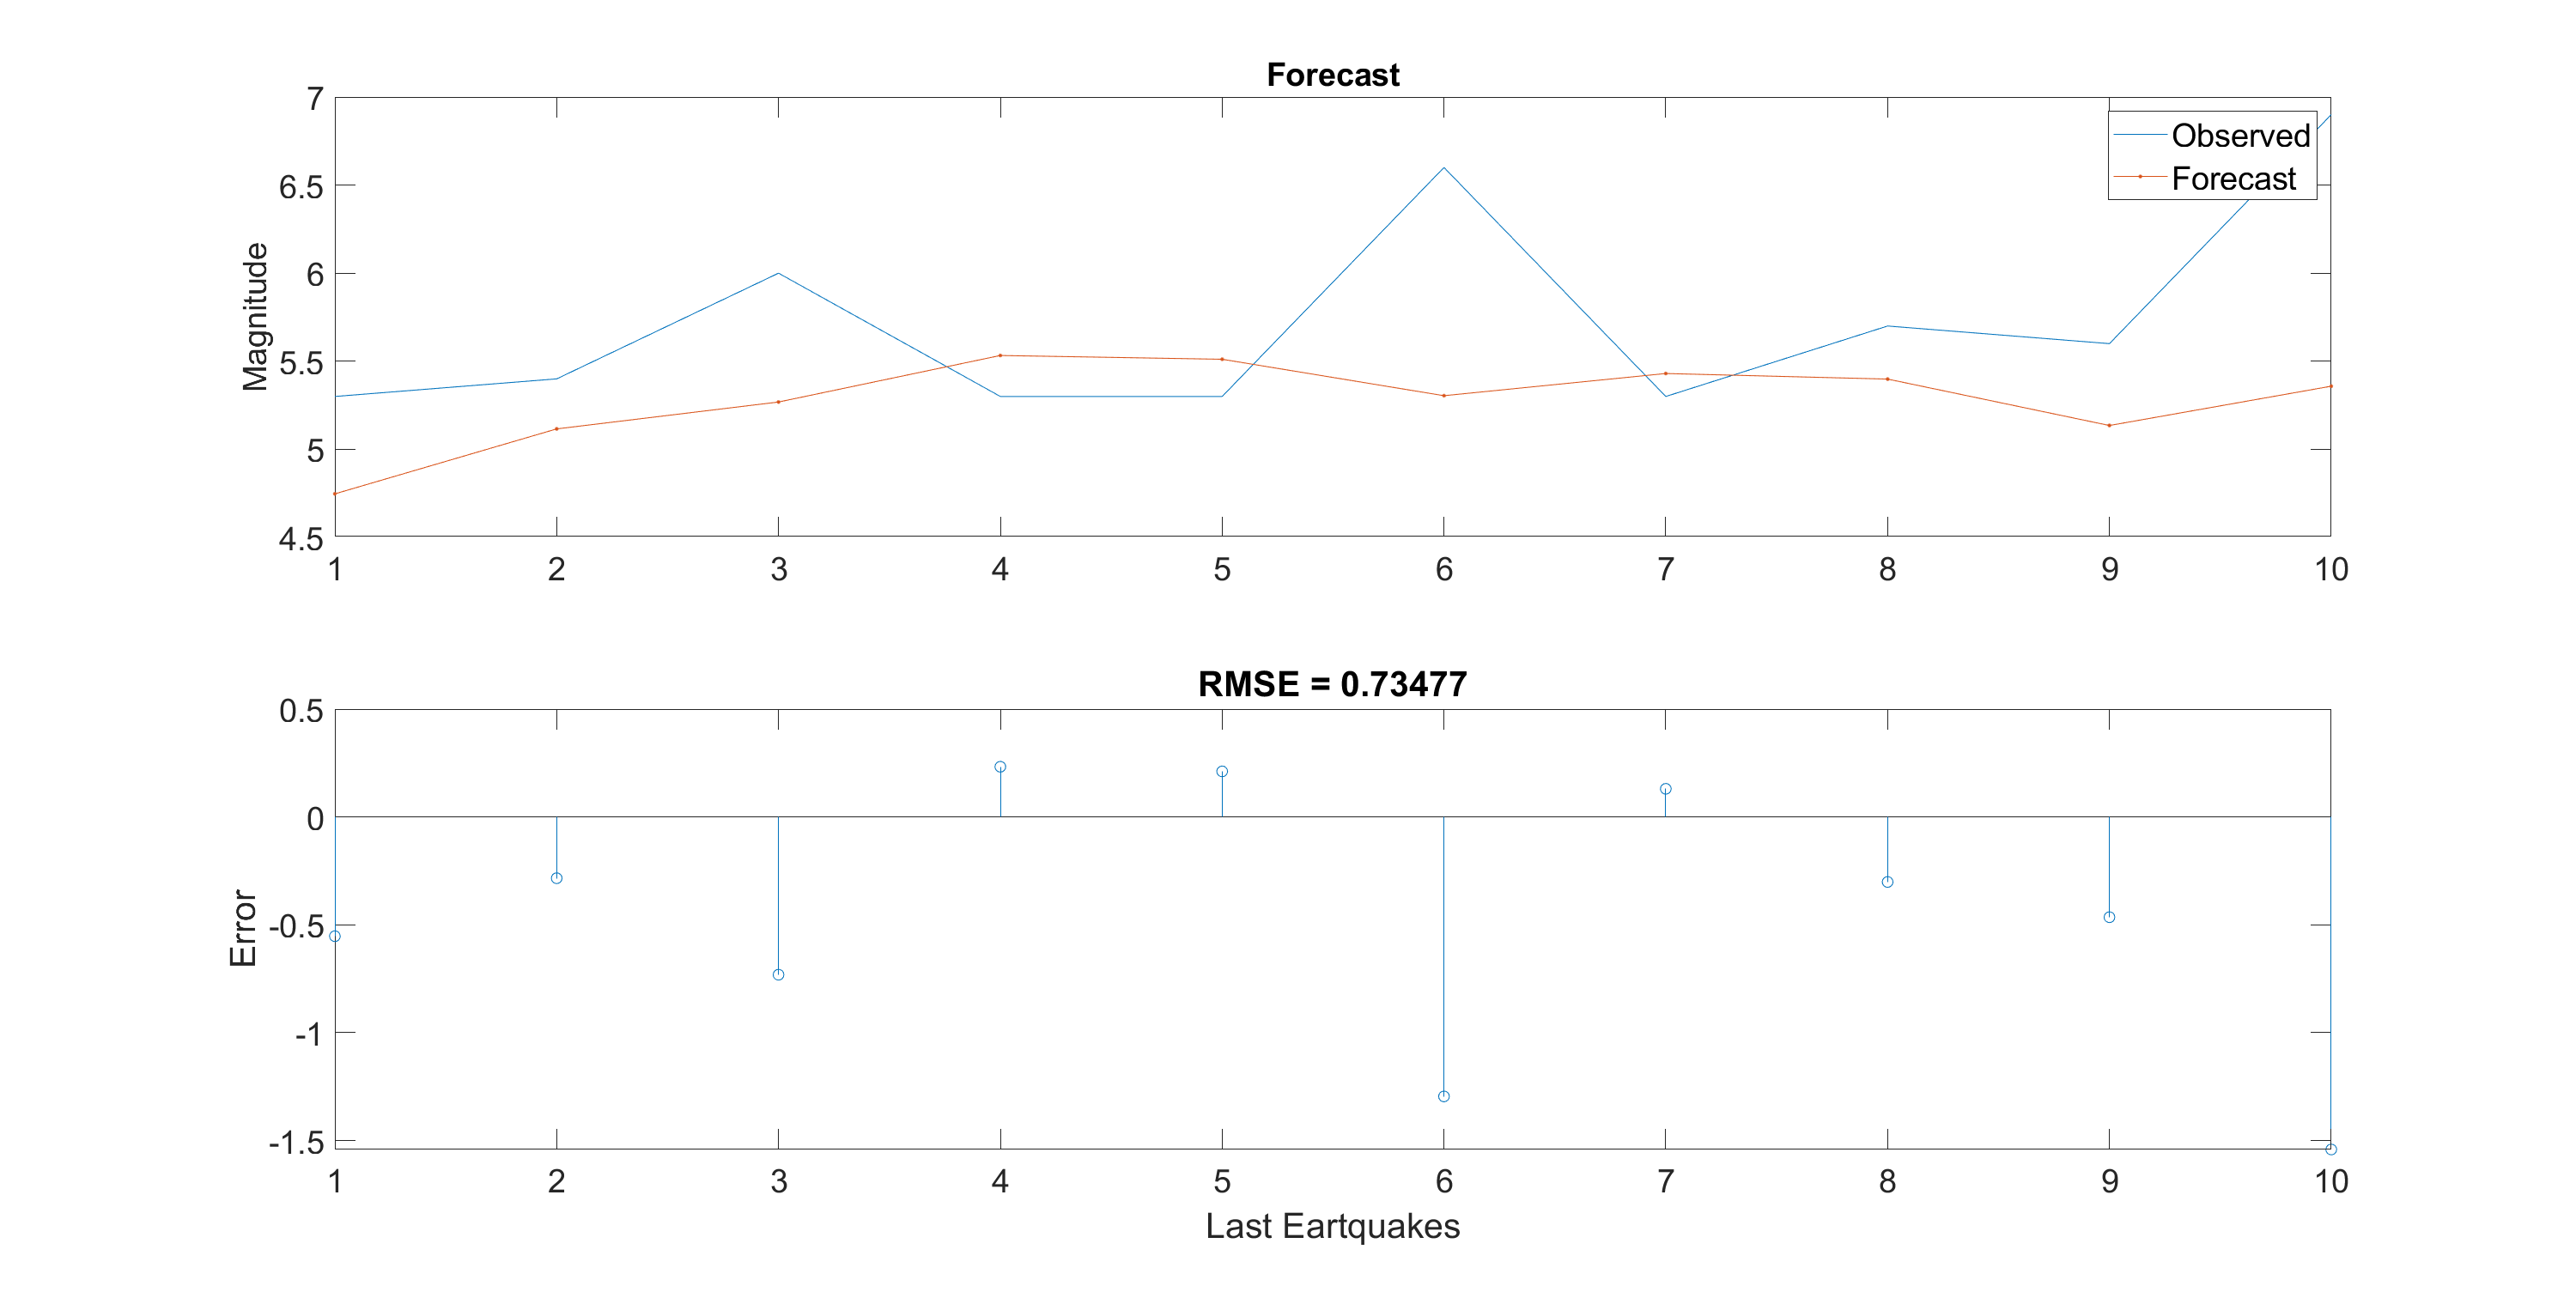 Forecast
7
6.5
6
5.5
5
4.5
Magnitude
Observed
Forecast
1 2 3 4 5 6 7 8 9 10
RMSE = 0.73477
0.5
0
-0.5
-1
-1.5
Error
1 2 3 4 5 6 7 8 9 10
Last Eartquakes